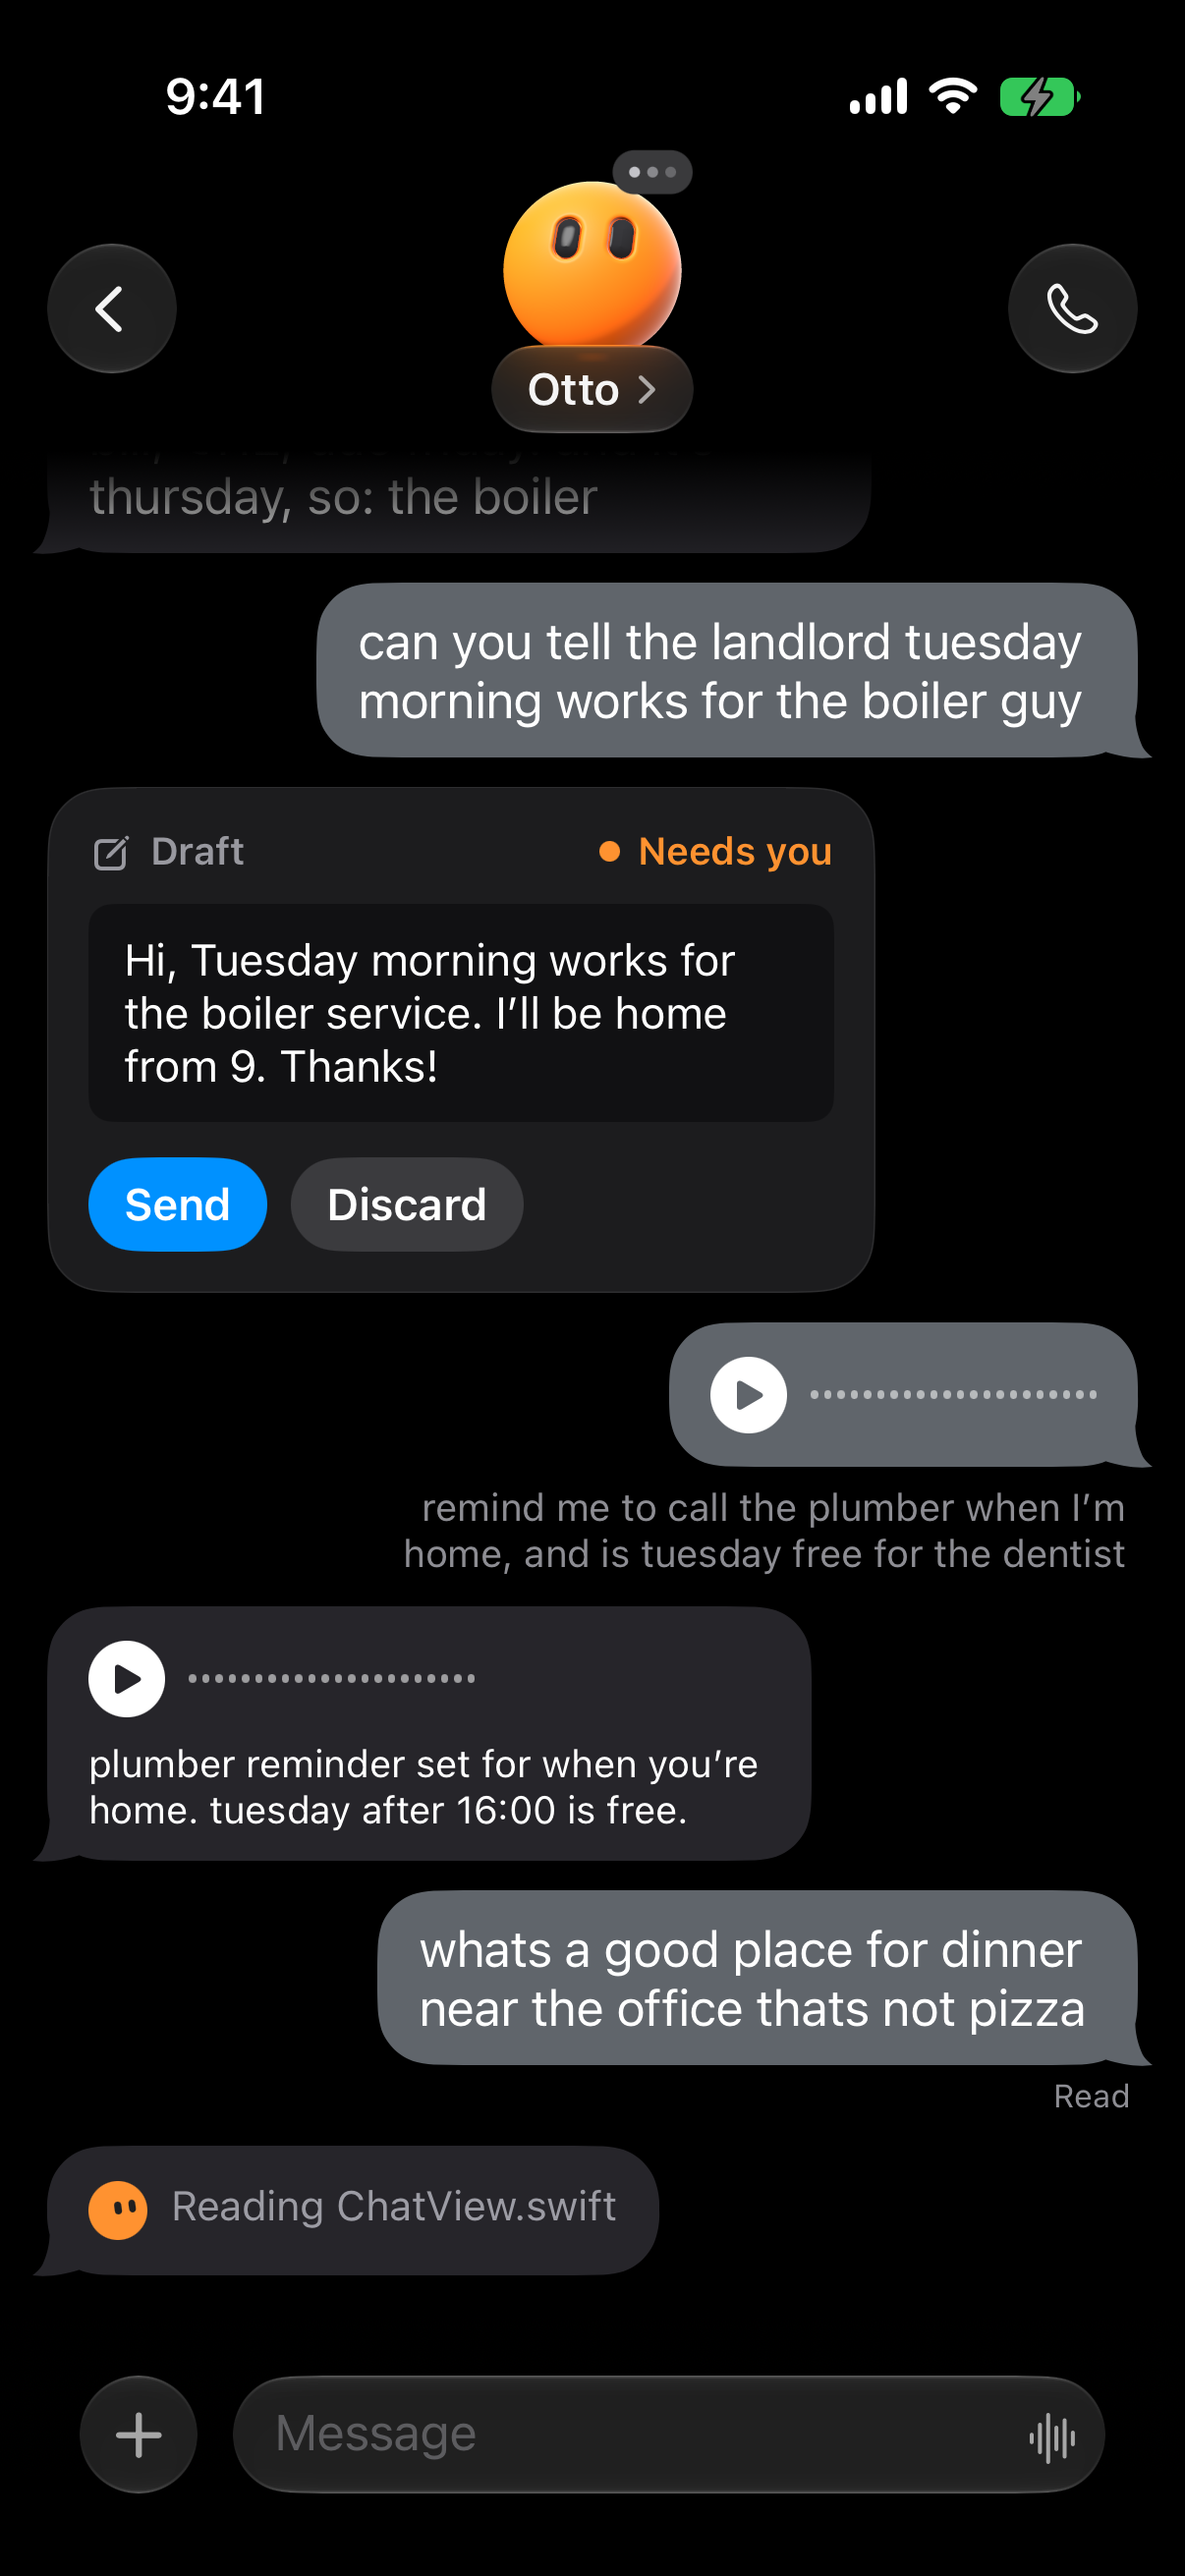 9:41
Otto
thursday, so: the boiler
can you tell the landlord tuesday
morning works for the boiler guy
Draft
Needs you
Hi, Tuesday morning works for
the boiler service. I’ll be home
from 9. Thanks!
Send
Discard
remind me to call the plumber when I’m
home, and is tuesday free for the dentist
plumber reminder set for when you’re
home. tuesday after 16:00 is free.
whats a good place for dinner
near the office thats not pizza
Read
Reading ChatView.swift
Message